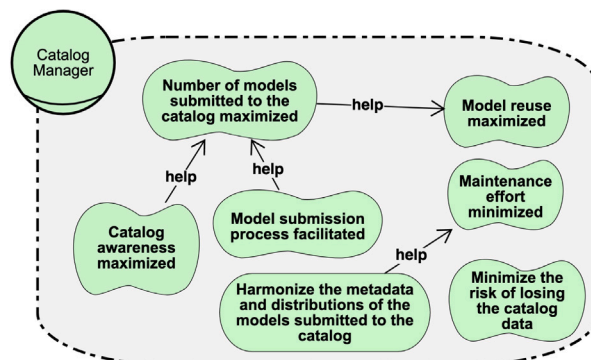 Catalog
Manager
Number of models
submitted to the
catalog maximized
help
Model reuse
maximized
help
help
Maintenance
effort
minimized
Catalog
awareness
maximized
Model submission
process facilitated
help
Harmonize the metadata
and distributions of the
models submitted to the
catalog
Minimize the
risk of losing
the catalog
data